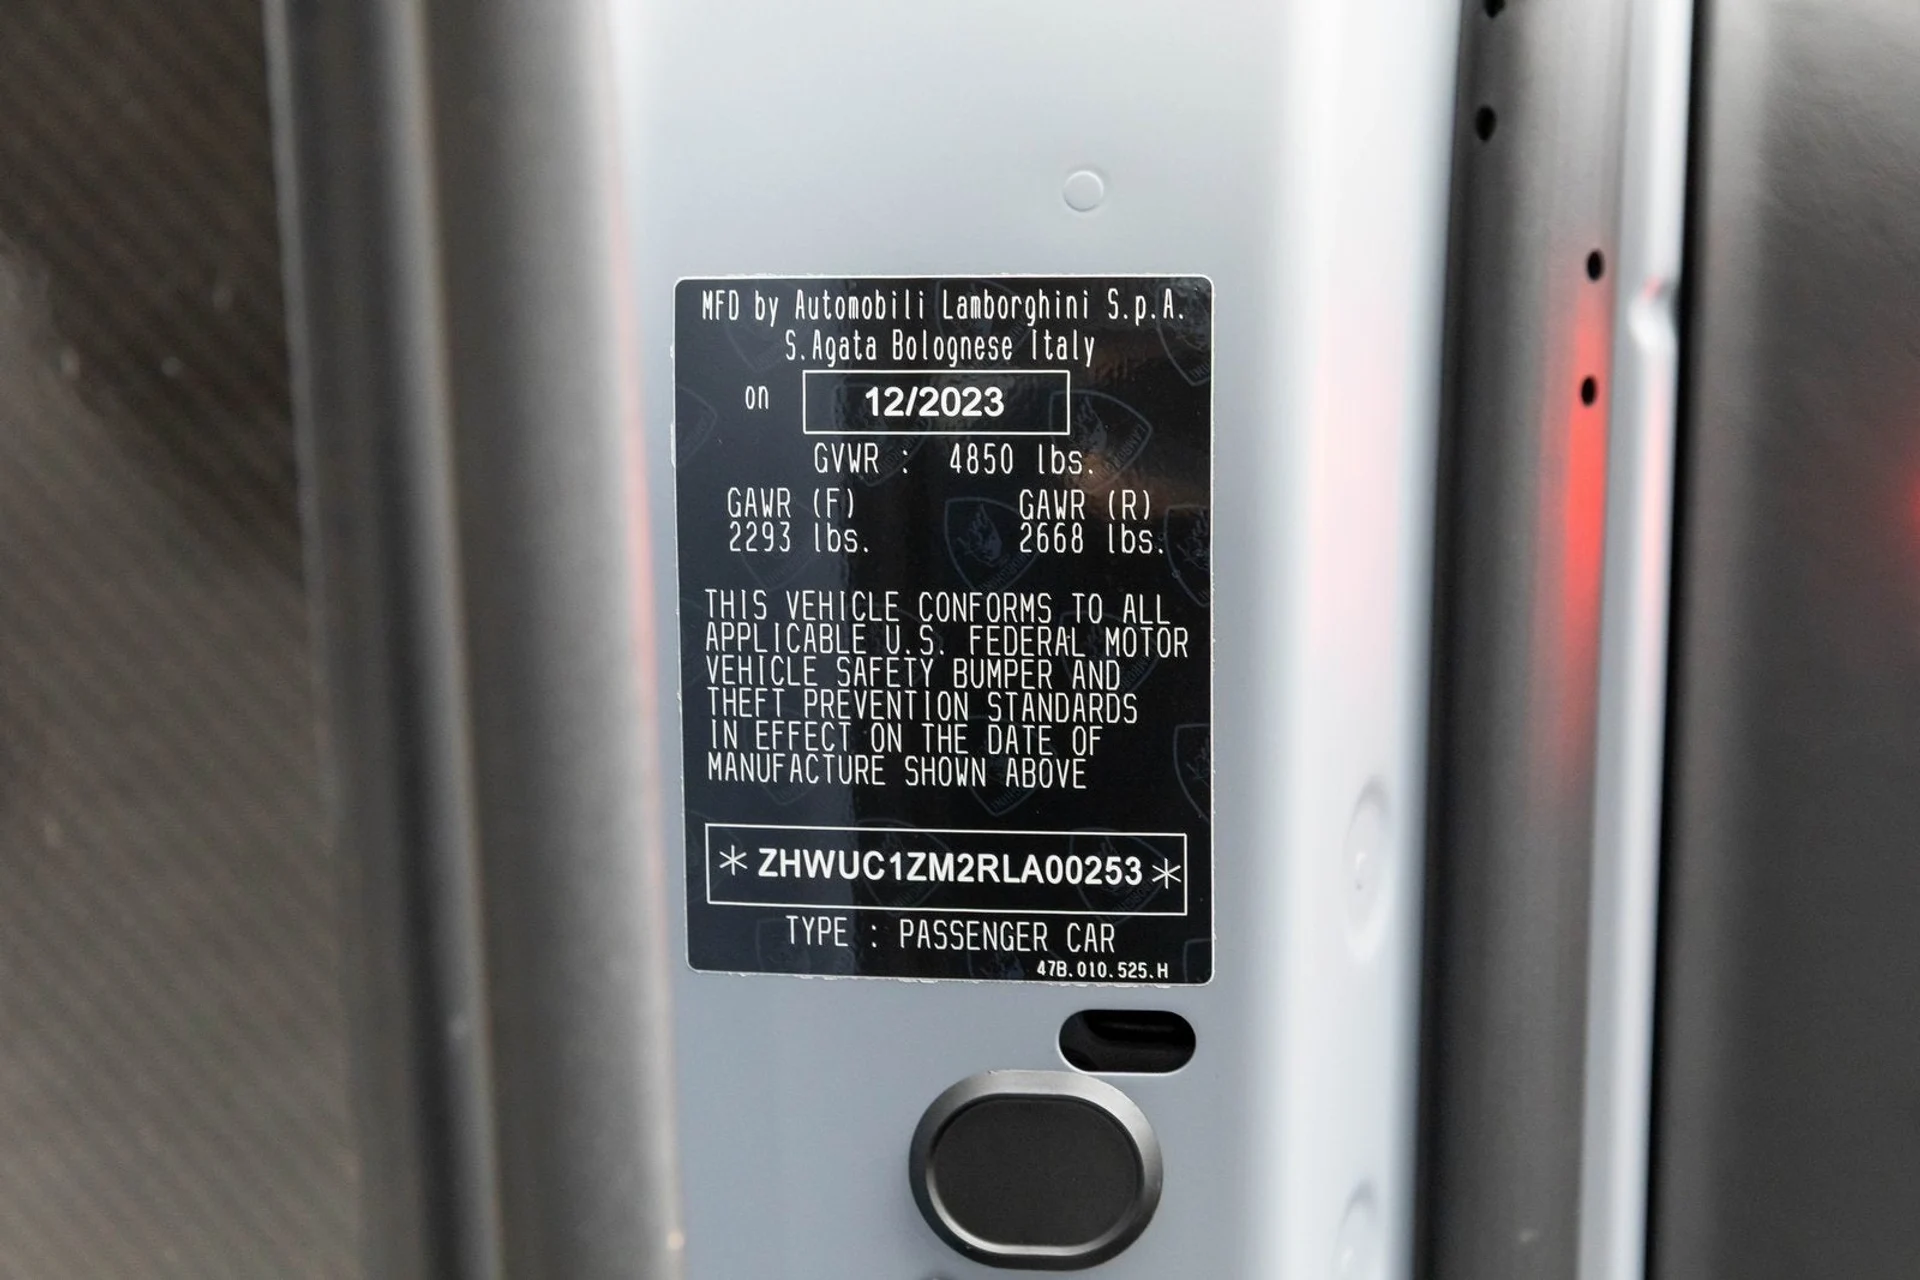 MFD by Automobili Lamborghini S.p.A.
S.Agata Bolognese Italy
on 12/2023
GVWR : 4850 lbs.
GAWR (F) GAWR (R)
2293 lbs. 2668 lbs.
THIS VEHICLE CONFORMS TO ALL
APPLICABLE U.S. FEDERAL MOTOR
VEHICLE SAFETY BUMPER AND
THEFT PREVENTION STANDARDS
IN EFFECT ON THE DATE OF
MANUFACTURE SHOWN ABOVE
*ZHWUC1ZM2RLA00253*
TYPE : PASSENGER CAR
47B.010.525.H